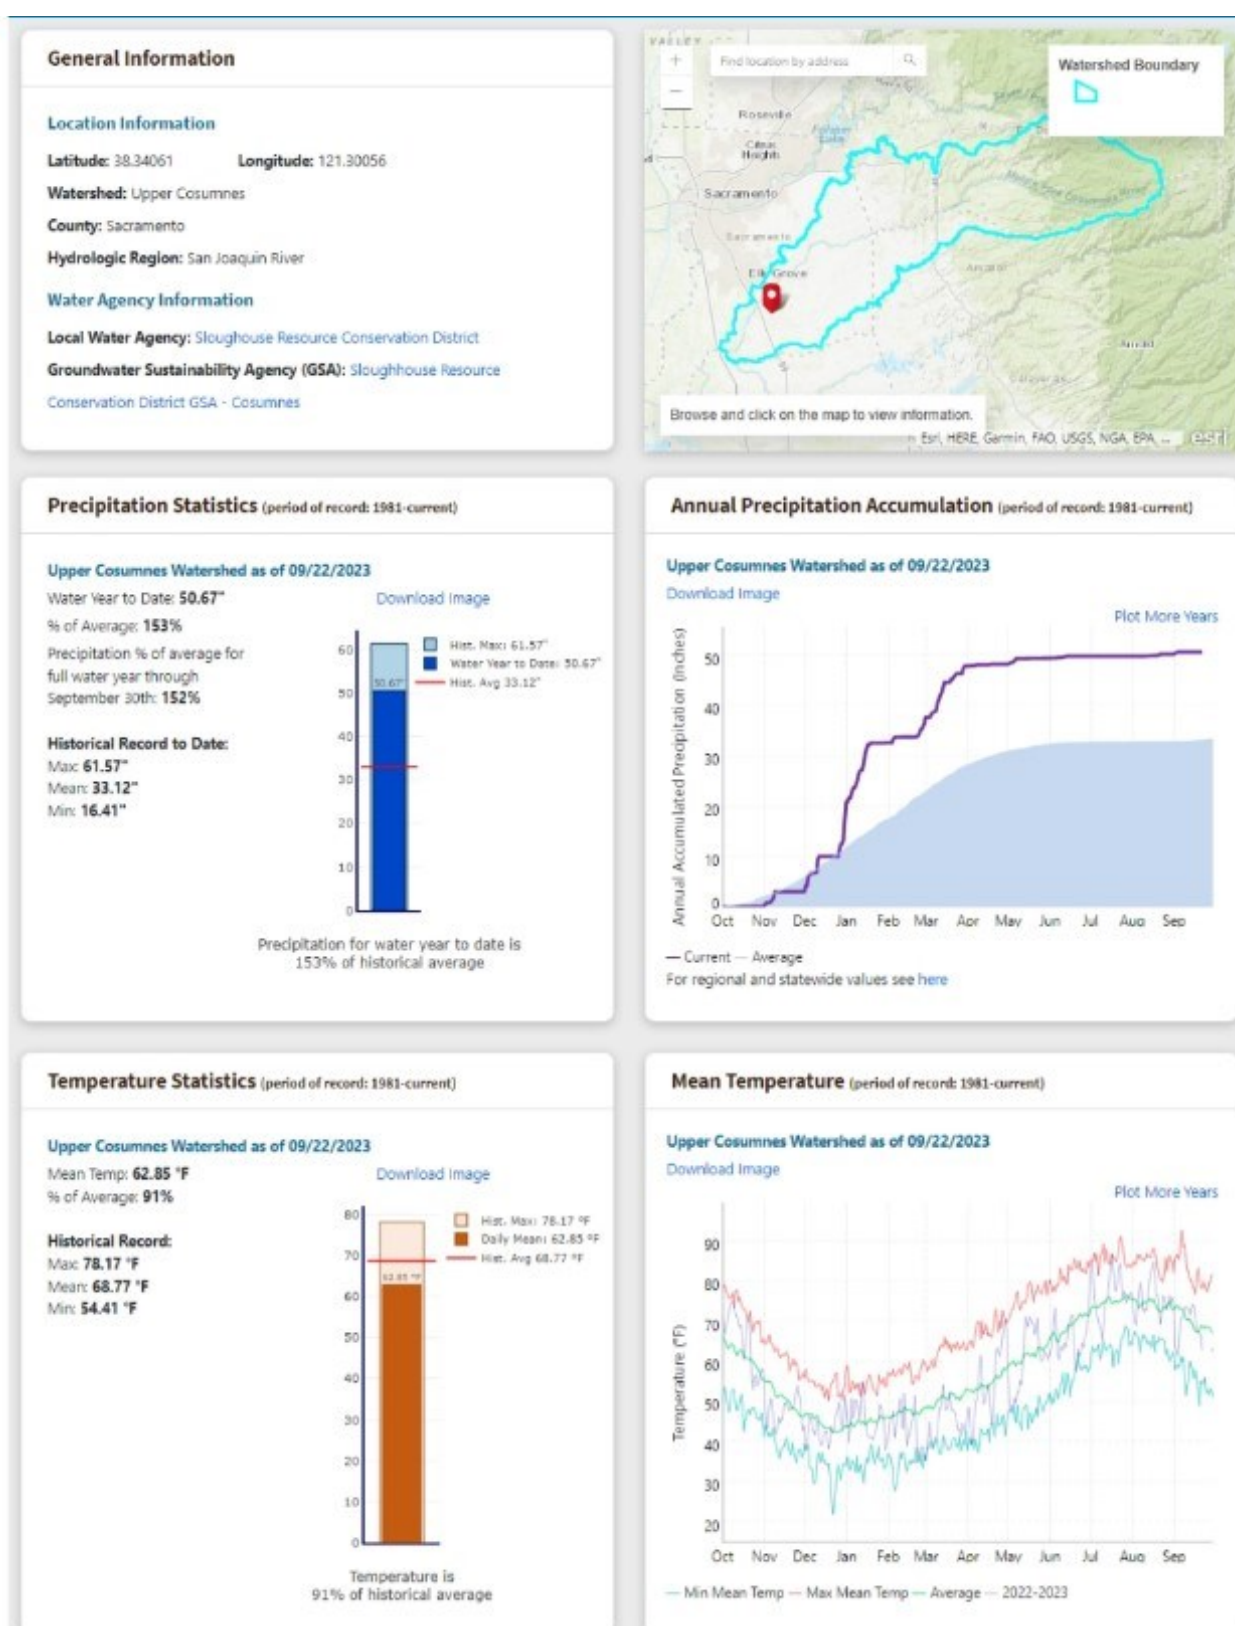 General Information
Location Information
Latitude: 38.34061 Longitude: 121.30056
Watershed: Upper Cosumnes
County: Sacramento
Hydrologic Region: San Joaquin River
Water Agency Information
Local Water Agency: Sloughouse Resource Conservation District
Groundwater Sustainability Agency (GSA): Sloughhouse Resource
Conservation District GSA - Cosumnes
VALLEY
+
Find location by address
−
Watershed Boundary
Roseville
Folsom
Lake
Citrus
Heights
Sacramento
Sacramento
Elk Grove
Amador
Arnold
Calaveras
Browse and click on the map to view information.
Esri, HERE, Garmin, FAO, USGS, NGA, EPA, ...
esri
Precipitation Statistics (period of record: 1981-current)
Upper Cosumnes Watershed as of 09/22/2023
Water Year to Date: 50.67"
Download Image
% of Average: 153%
Precipitation % of average for
full water year through
September 30th: 152%
Historical Record to Date:
Max: 61.57"
Mean: 33.12"
Min: 16.41"
60
50
40
30
20
10
0
50.67"
Hist. Max: 61.57"
Water Year to Date: 50.67"
Hist. Avg 33.12"
Precipitation for water year to date is
153% of historical average
Annual Precipitation Accumulation (period of record: 1981-current)
Upper Cosumnes Watershed as of 09/22/2023
Download Image
Plot More Years
Annual Accumulated Precipitation (Inches)
50
40
30
20
10
0
Oct Nov Dec Jan Feb Mar Apr May Jun Jul Aug Sep
Current Average
For regional and statewide values see here
Temperature Statistics (period of record: 1981-current)
Upper Cosumnes Watershed as of 09/22/2023
Mean Temp: 62.85 °F
Download Image
% of Average: 91%
Historical Record:
Max: 78.17 °F
Mean: 68.77 °F
Min: 54.41 °F
80
70
60
50
40
30
20
10
0
62.85 °F
Hist. Max: 78.17 ºF
Daily Mean: 62.85 ºF
Hist. Avg 68.77 ºF
Temperature is
91% of historical average
Mean Temperature (period of record: 1981-current)
Upper Cosumnes Watershed as of 09/22/2023
Download Image
Plot More Years
Temperature (°F)
90
80
70
60
50
40
30
20
Oct Nov Dec Jan Feb Mar Apr May Jun Jul Aug Sep
Min Mean Temp Max Mean Temp Average 2022-2023